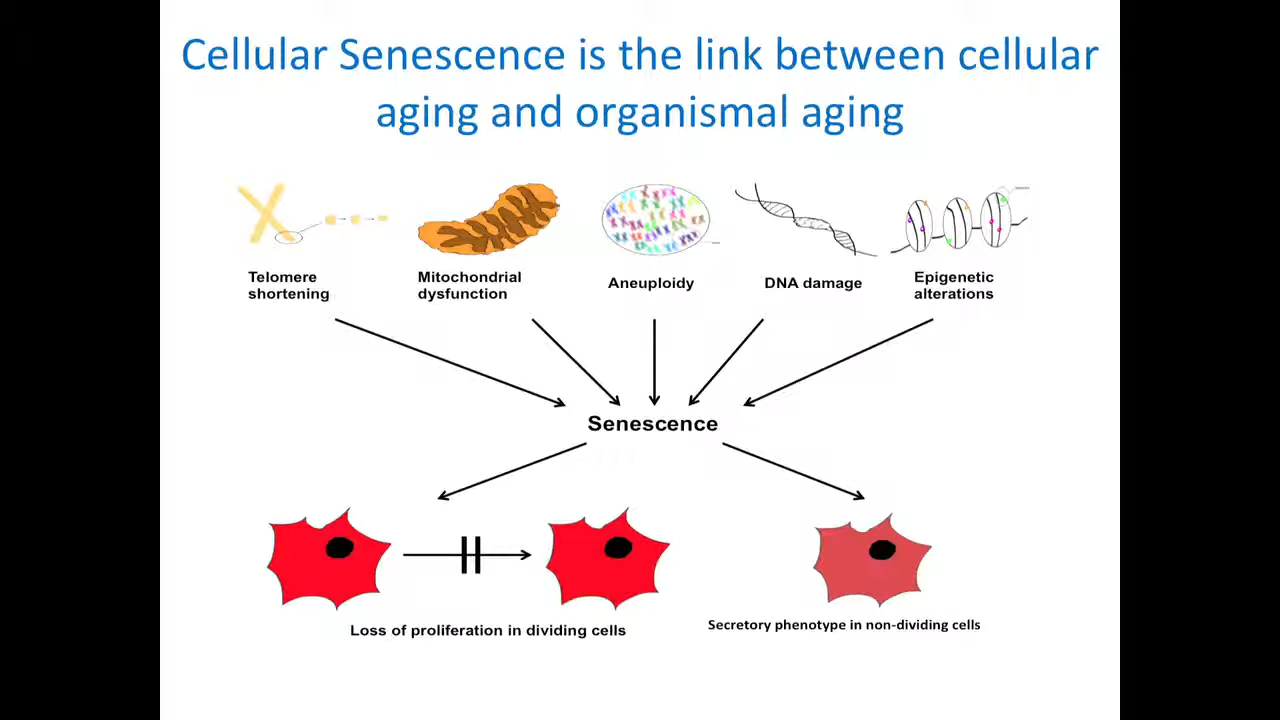 Cellular Senescence is the link between cellular
aging and organismal aging
Telomere
shortening
Mitochondrial
dysfunction
Aneuploidy
DNA damage
Epigenetic
alterations
Senescence
Loss of proliferation in dividing cells
Secretory phenotype in non-dividing cells